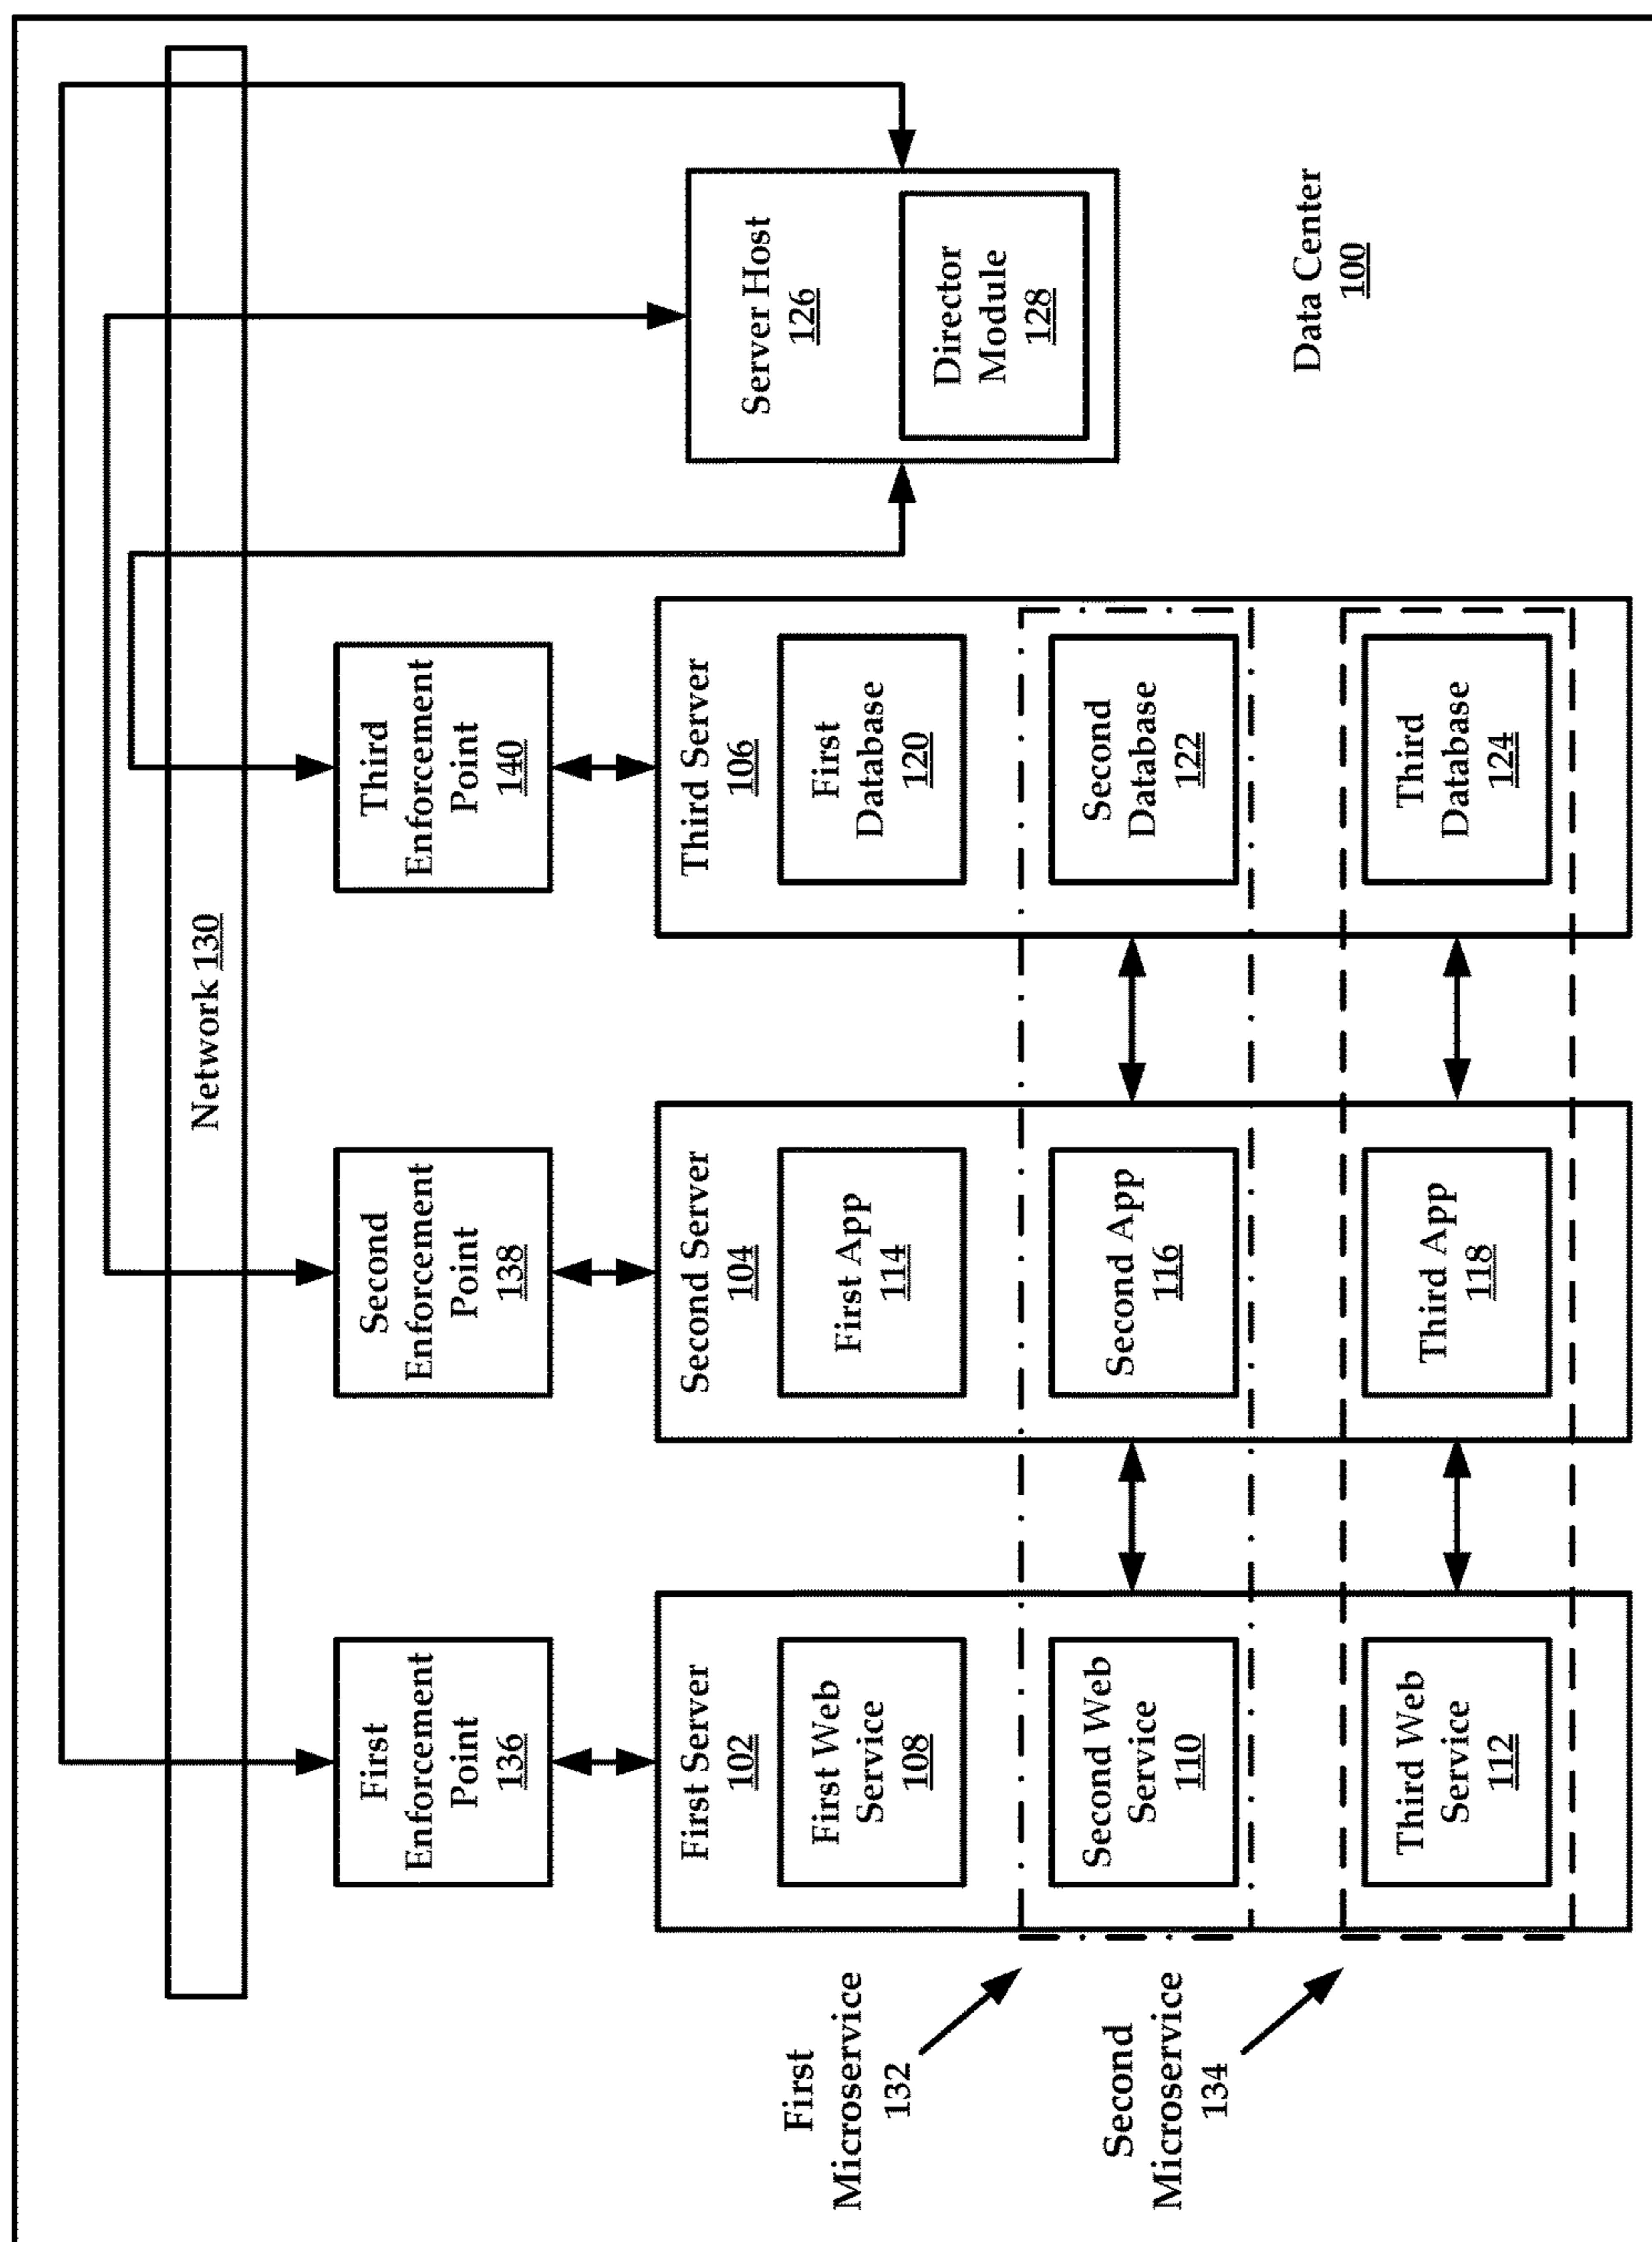 Network 130
First
Enforcement
Point
136
Second
Enforcement
Point
138
Third
Enforcement
Point
140
First Server
102
First Web
Service
108
Second Web
Service
110
Third Web
Service
112
Second Server
104
First App
114
Second App
116
Third App
118
Third Server
106
First
Database
120
Second
Database
122
Third
Database
124
Server Host
126
Director
Module
128
First
Microservice
132
Second
Microservice
134
Data Center
100